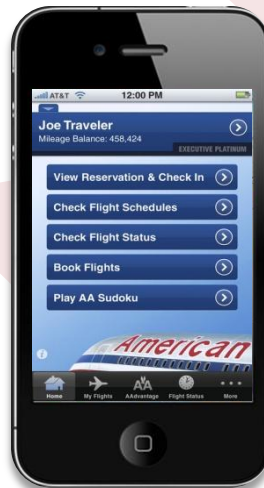 AT&T 12:00 PM
Joe Traveler
Mileage Balance: 458,424
EXECUTIVE PLATINUM
View Reservation & Check In
Check Flight Schedules
Check Flight Status
Book Flights
Play AA Sudoku
American
Home My Flights AAdvantage Flight Status More